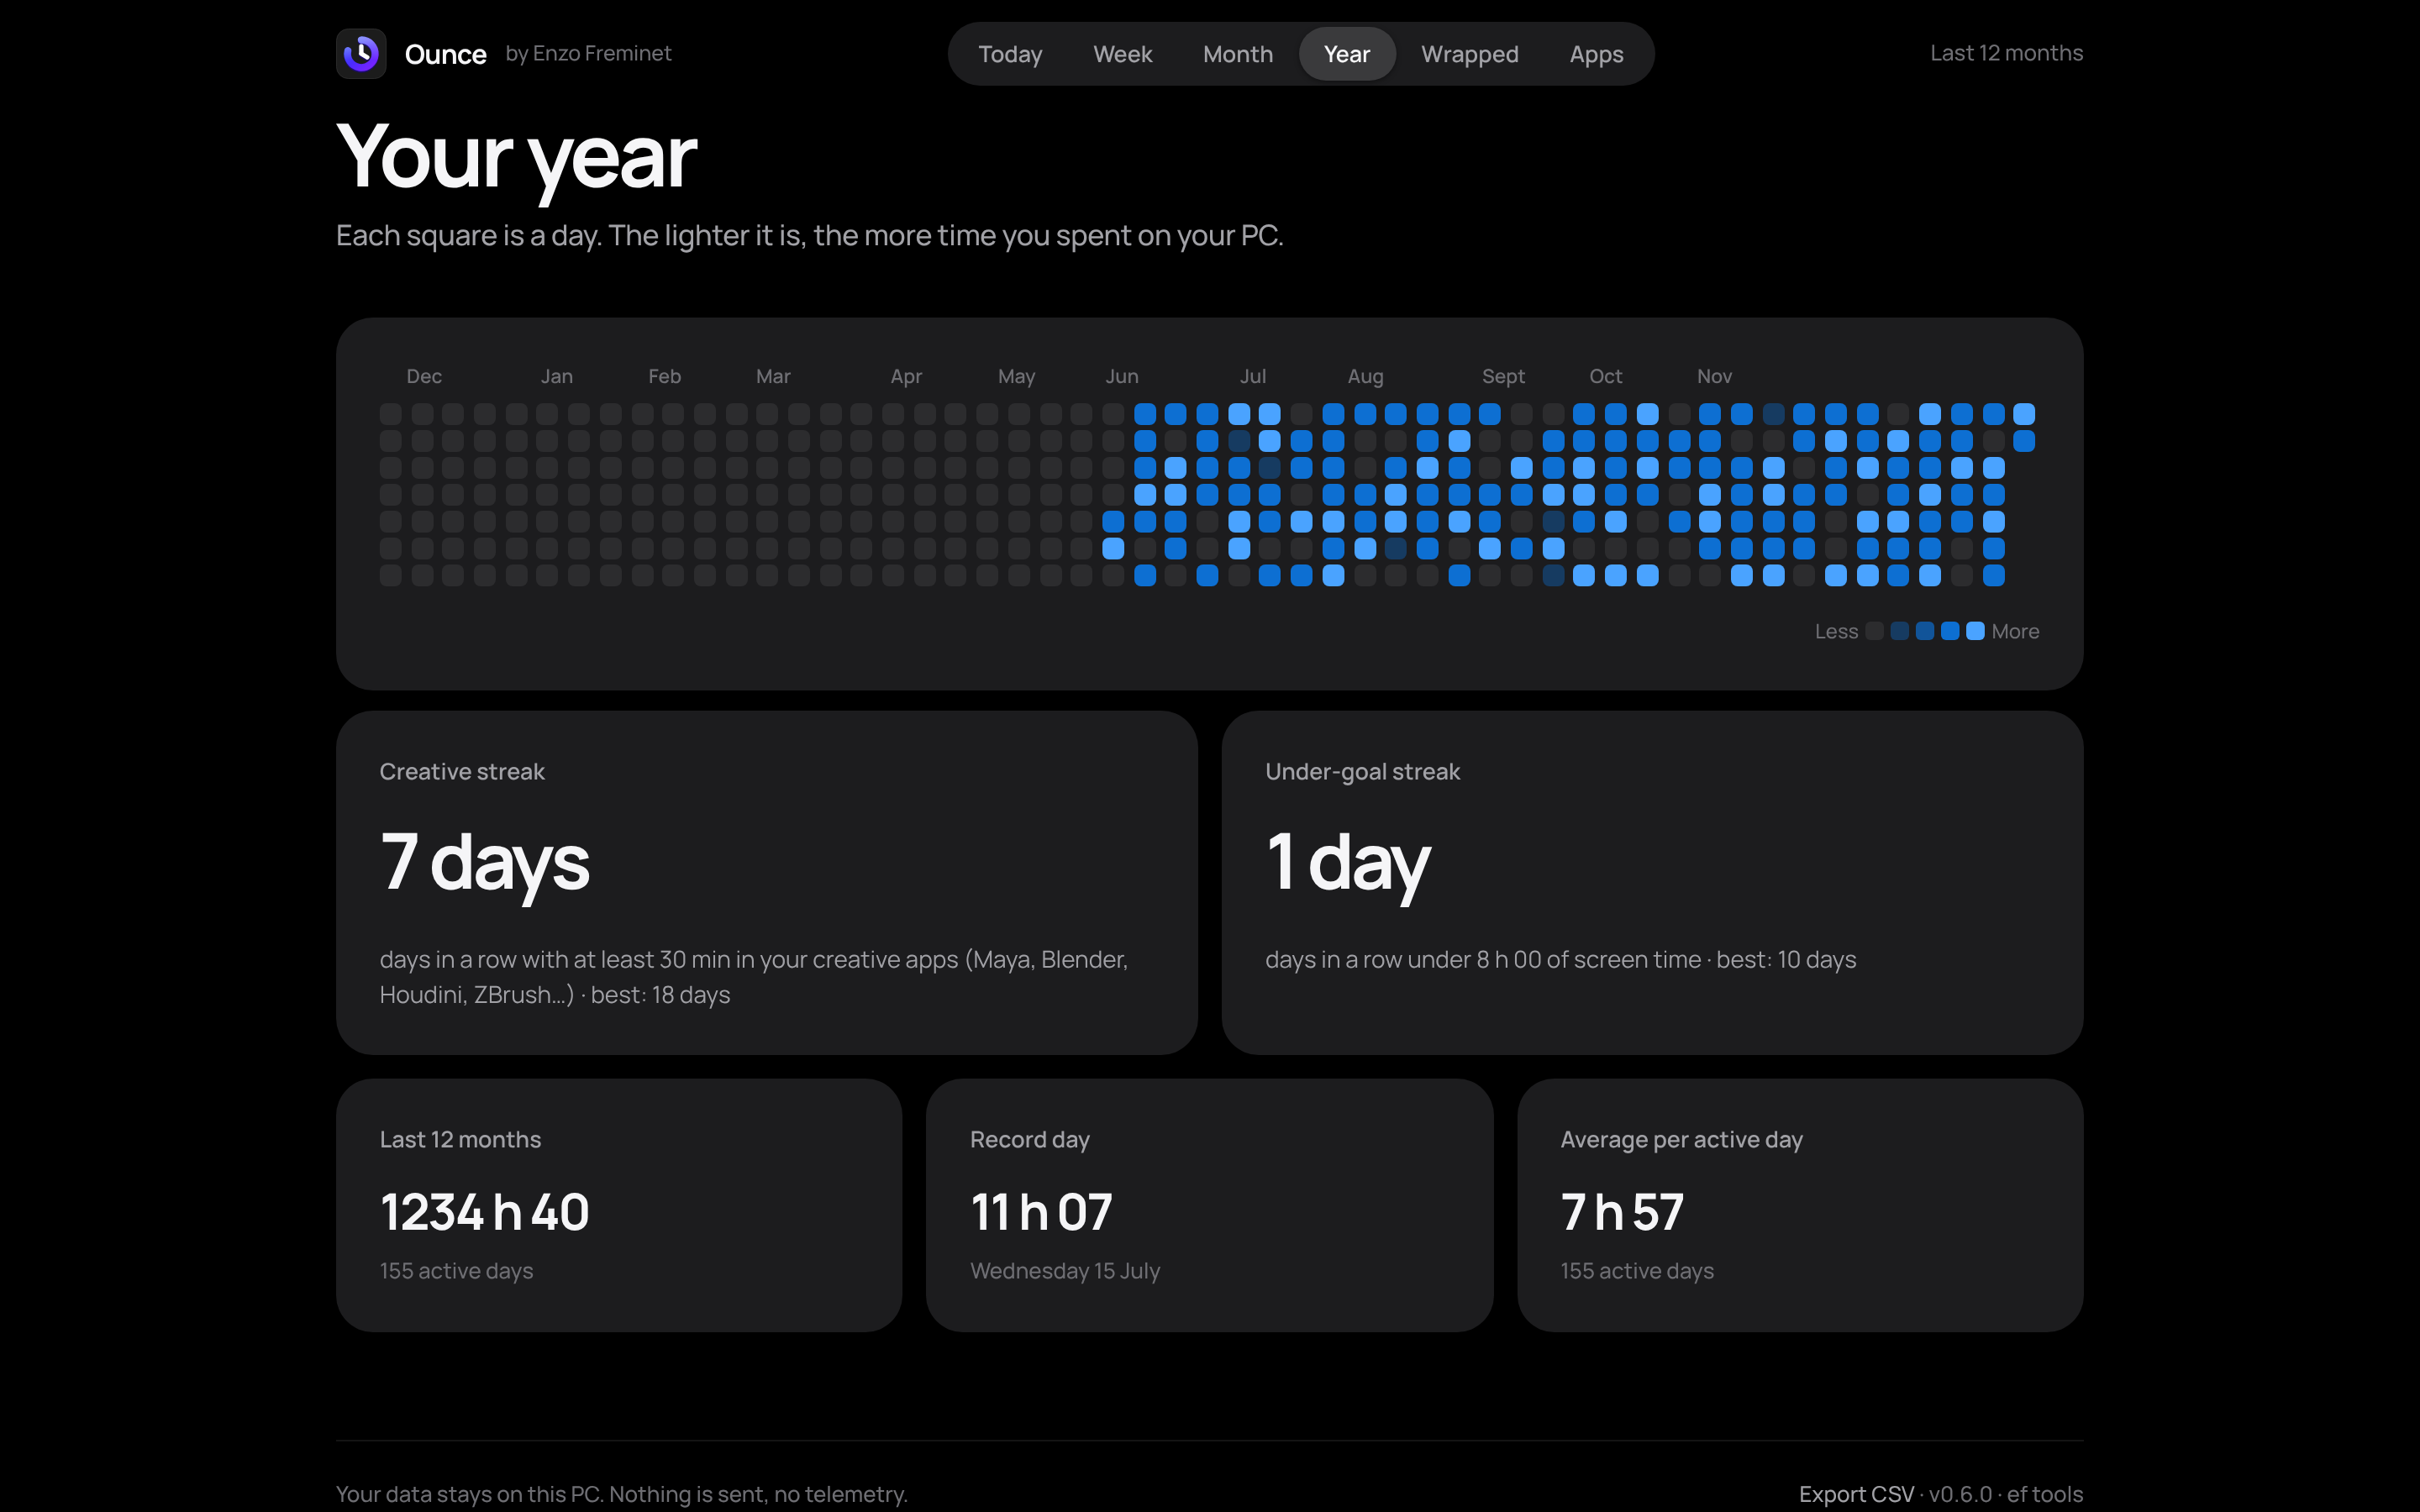 Ounce by Enzo Freminet
Today Week Month Year Wrapped Apps
Last 12 months
Your year
Each square is a day. The lighter it is, the more time you spent on your PC.
Dec Jan Feb Mar Apr May Jun Jul Aug Sept Oct Nov
Less More
Creative streak
7 days
days in a row with at least 30 min in your creative apps (Maya, Blender,
Houdini, ZBrush…) · best: 18 days
Under-goal streak
1 day
days in a row under 8 h 00 of screen time · best: 10 days
Last 12 months
1234 h 40
155 active days
Record day
11 h 07
Wednesday 15 July
Average per active day
7 h 57
155 active days
Your data stays on this PC. Nothing is sent, no telemetry.
Export CSV · v0.6.0 · ef tools